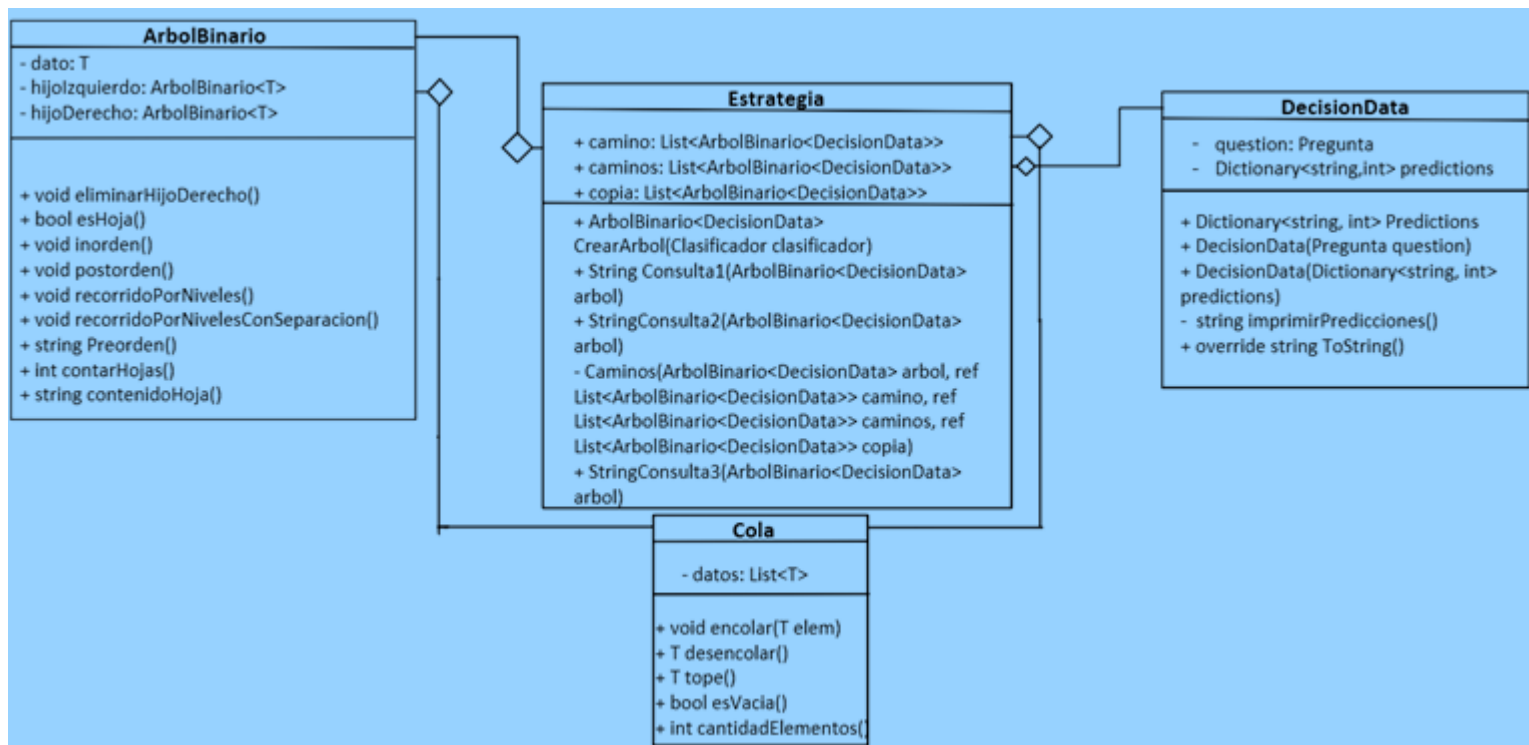 ArbolBinario
- dato: T
- hijoIzquierdo: ArbolBinario<T>
- hijoDerecho: ArbolBinario<T>
+ void eliminarHijoDerecho()
+ bool esHoja()
+ void inorden()
+ void postorden()
+ void recorridoPorNiveles()
+ void recorridoPorNivelesConSeparacion()
+ string Preorden()
+ int contarHojas()
+ string contenidoHoja()
Estrategia
+ camino: List<ArbolBinario<DecisionData>>
+ caminos: List<ArbolBinario<DecisionData>>
+ copia: List<ArbolBinario<DecisionData>>
+ ArbolBinario<DecisionData>
CrearArbol(Clasificador clasificador)
+ String Consulta1(ArbolBinario<DecisionData>
arbol)
+ StringConsulta2(ArbolBinario<DecisionData>
arbol)
- Caminos(ArbolBinario<DecisionData> arbol, ref
List<ArbolBinario<DecisionData>> camino, ref
List<ArbolBinario<DecisionData>> caminos, ref
List<ArbolBinario<DecisionData>> copia)
+ StringConsulta3(ArbolBinario<DecisionData>
arbol)
DecisionData
- question: Pregunta
- Dictionary<string,int> predictions
+ Dictionary<string, int> Predictions
+ DecisionData(Pregunta question)
+ DecisionData(Dictionary<string, int>
predictions)
- string imprimirPredicciones()
+ override string ToString()
Cola
- datos: List<T>
+ void encolar(T elem)
+ T desencolar()
+ T tope()
+ bool esVacia()
+ int cantidadElementos()